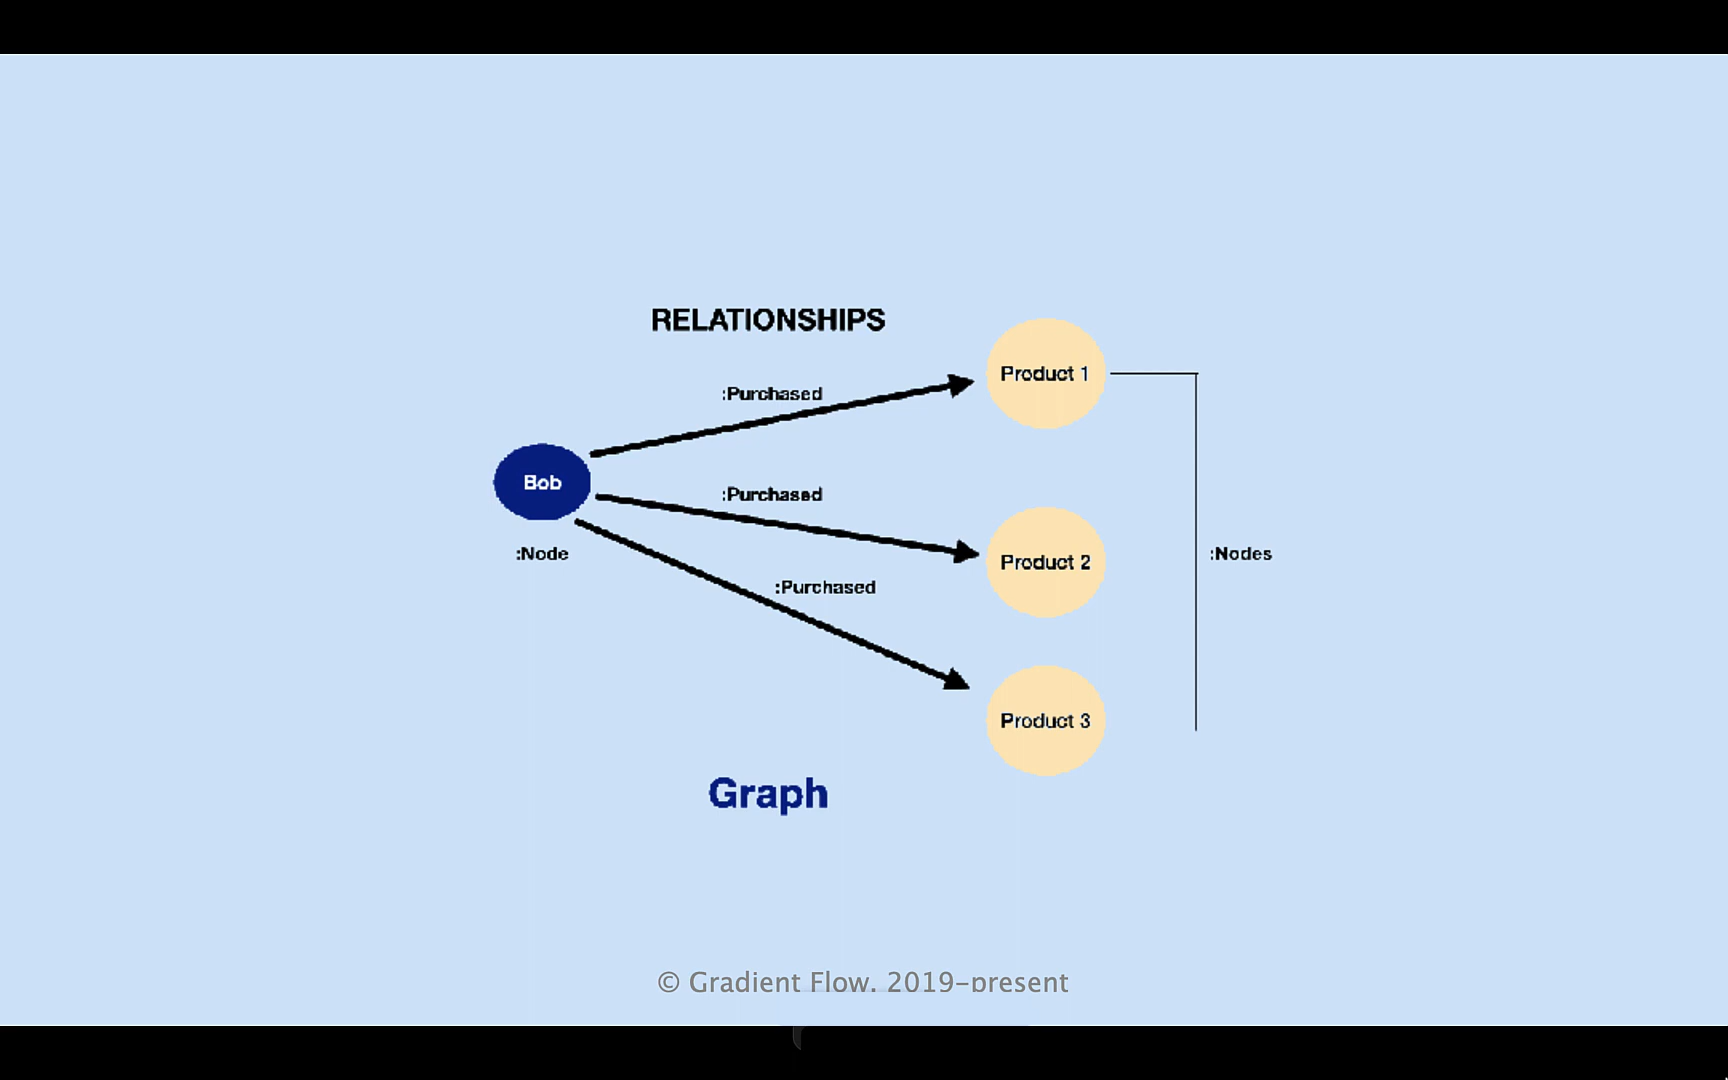 RELATIONSHIPS
Product 1
:Purchased
Bob
:Purchased
:Node
Product 2
:Nodes
:Purchased
Product 3
Graph
© Gradient Flow. 2019-present